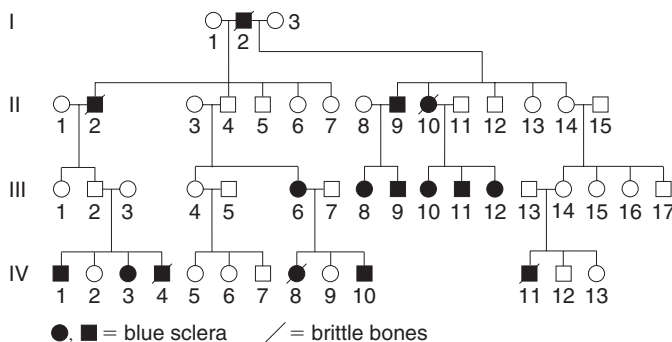 I
1 2 3
II
1 2 3 4 5 6 7 8 9 10 11 12 13 14 15
III
1 2 3 4 5 6 7 8 9 10 11 12 13 14 15 16 17
IV
1 2 3 4 5 6 7 8 9 10 11 12 13
= blue sclera = brittle bones